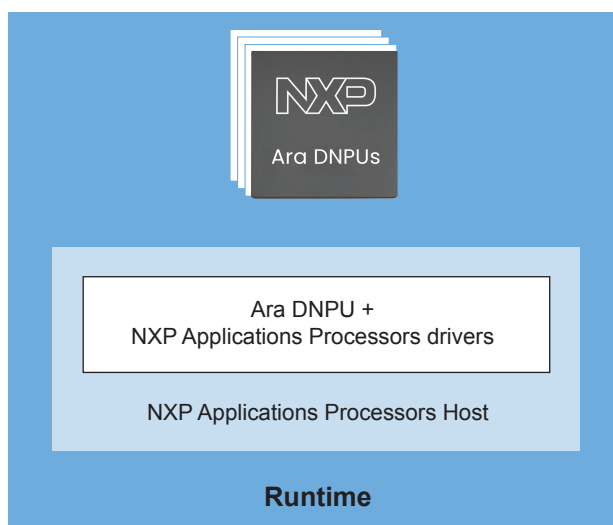 NXP
Ara DNPUs
Ara DNPU +
NXP Applications Processors drivers
NXP Applications Processors Host
Runtime